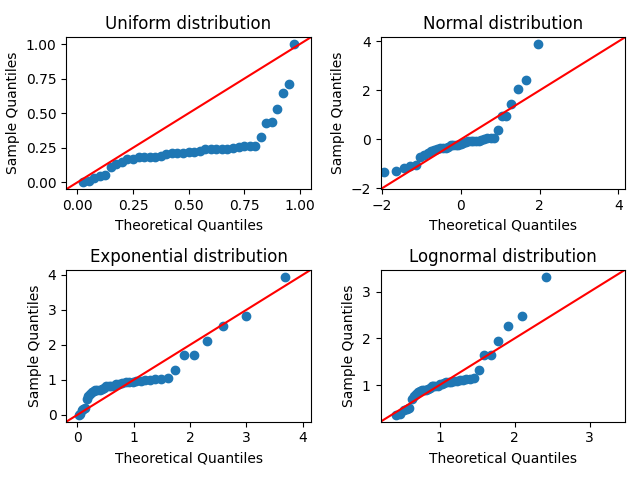 Uniform distribution
Sample Quantiles
1.00
0.75
0.50
0.25
0.00
0.00 0.25 0.50 0.75 1.00
Theoretical Quantiles
Normal distribution
Sample Quantiles
4
2
0
−2
−2 0 2 4
Theoretical Quantiles
Exponential distribution
Sample Quantiles
4
3
2
1
0
0 1 2 3 4
Theoretical Quantiles
Lognormal distribution
Sample Quantiles
3
2
1
1 2 3
Theoretical Quantiles